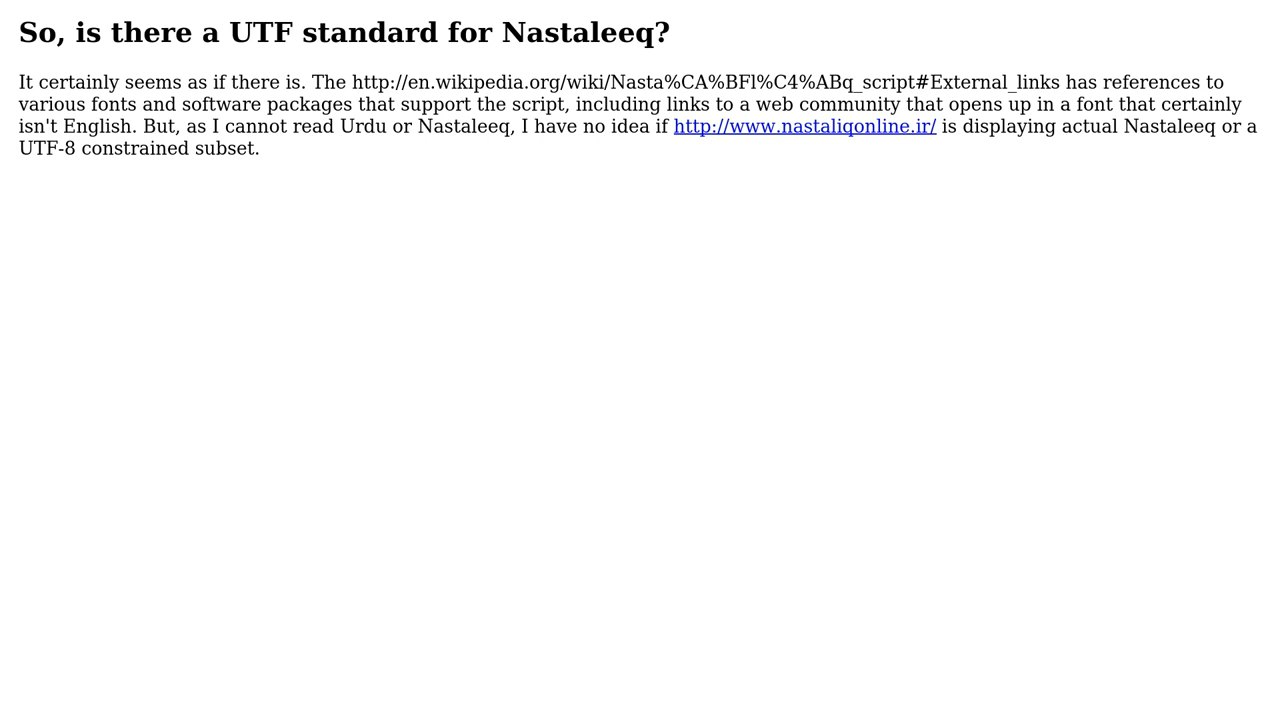 So, is there a UTF standard for Nastaleeq?
It certainly seems as if there is. The http://en.wikipedia.org/wiki/Nasta%CA%BFl%C4%ABq_script#External_links has references to
various fonts and software packages that support the script, including links to a web community that opens up in a font that certainly
isn't English. But, as I cannot read Urdu or Nastaleeq, I have no idea if http://www.nastaliqonline.ir/ is displaying actual Nastaleeq or a
UTF-8 constrained subset.